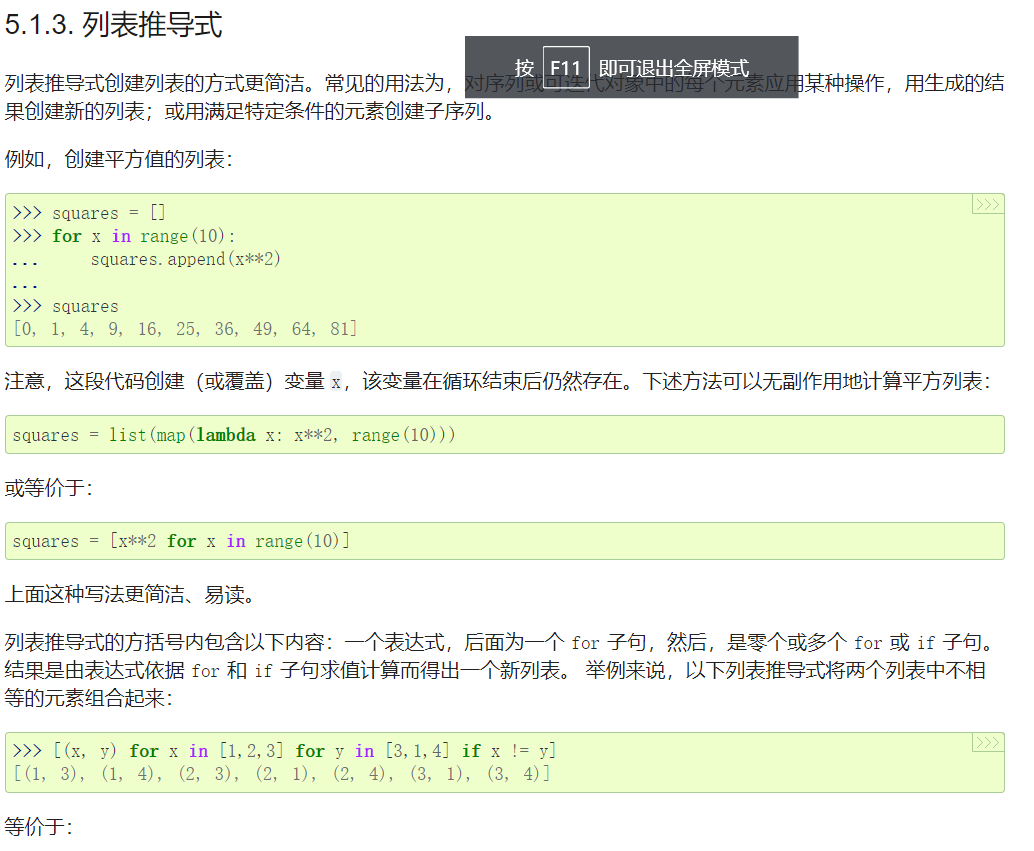 5.1.3. 列表推导式
按 F11 即可退出全屏模式
列表推导式创建列表的方式更简洁。常见的用法为，对序列或可迭代对象中的每个元素应用某种操作，用生成的结
果创建新的列表；或用满足特定条件的元素创建子序列。
例如，创建平方值的列表：
>>>
>>> squares = []
>>> for x in range(10):
...     squares.append(x**2)
...
>>> squares
[0, 1, 4, 9, 16, 25, 36, 49, 64, 81]
注意，这段代码创建（或覆盖）变量 x，该变量在循环结束后仍然存在。下述方法可以无副作用地计算平方列表：
squares = list(map(lambda x: x**2, range(10)))
或等价于：
squares = [x**2 for x in range(10)]
上面这种写法更简洁、易读。
列表推导式的方括号内包含以下内容：一个表达式，后面为一个 for 子句，然后，是零个或多个 for 或 if 子句。
结果是由表达式依据 for 和 if 子句求值计算而得出一个新列表。 举例来说，以下列表推导式将两个列表中不相
等的元素组合起来：
>>>
>>> [(x, y) for x in [1,2,3] for y in [3,1,4] if x != y]
[(1, 3), (1, 4), (2, 3), (2, 1), (2, 4), (3, 1), (3, 4)]
等价于：